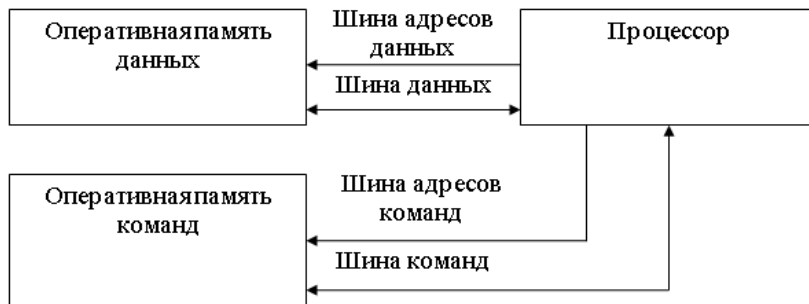 Оперативнаяпамять
данных
Шина адресов
данных
Шина данных
Процессор
Оперативнаяпамять
команд
Шина адресов
команд
Шина команд